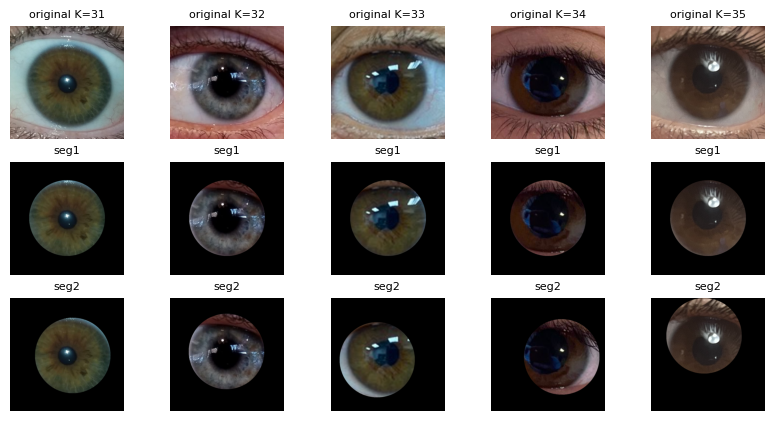 original K=31 original K=32 original K=33 original K=34 original K=35
seg1 seg1 seg1 seg1 seg1
seg2 seg2 seg2 seg2 seg2